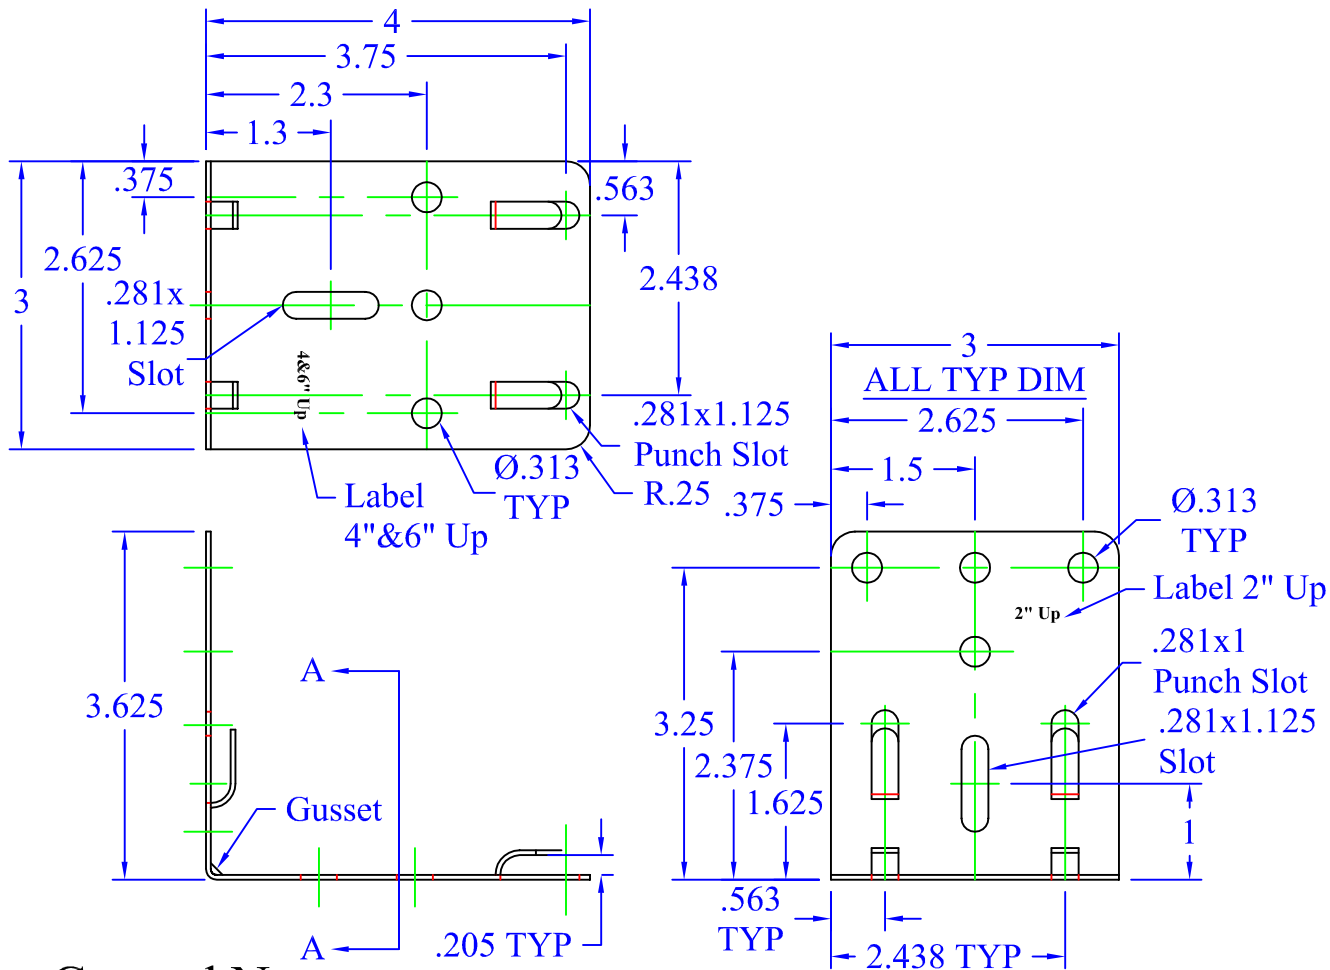 4
3.75
2.3
1.3
.375
.563
2.625
2.438
3
.281x
1.125
Slot
4&6" Up
.281x1.125
Punch Slot
R.25
Ø.313
TYP
Label
4"&6" Up
3
ALL TYP DIM
2.625
1.5
.375
Ø.313
TYP
Label 2" Up
2" Up
.281x1
Punch Slot
.281x1.125
Slot
3.25
2.375
1.625
1
.563
TYP
2.438 TYP
3.625
A
Gusset
A
.205 TYP